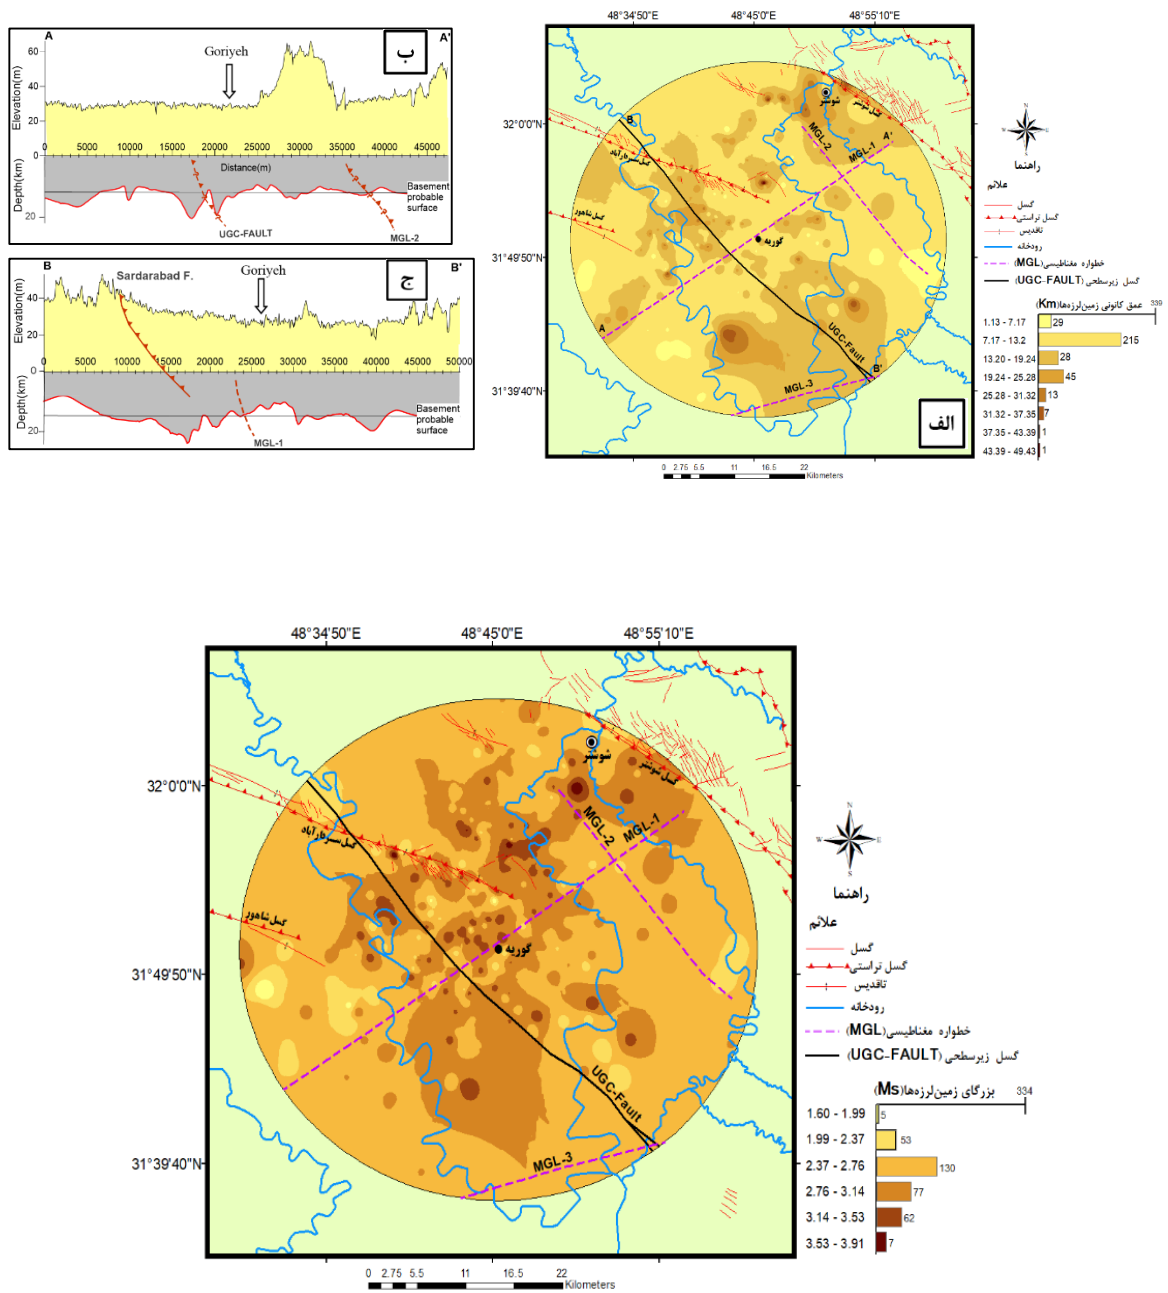 A
ب
A'
Goriyeh
Elevation(m)
60
40
20
0
0 5000 10000 15000 20000 25000 30000 35000 40000 45000
Distance(m)
Depth(km)
20
Basement
probable
surface
UGC-FAULT
MGL-2
B
Sardarabad F.
Goriyeh
ج
B'
Elevation(m)
40
20
0
0 5000 10000 15000 20000 25000 30000 35000 40000 45000 50000
Depth(km)
20
Basement
probable
surface
MGL-1
48°34'50"E 48°45'0"E 48°55'10"E
32°0'0"N
31°49'50"N
31°39'40"N
شوشتر
گسل شوشتر
B
MGL-2
MGL-1
A'
گسل سردارآباد
گسل شاهور
گوریه
A
UGC-Fault
B'
MGL-3
الف
0 2.75 5.5 11 16.5 22
Kilometers
N
W E
S
راهنما
علائم
گسل
گسل تراستی
تاقدیس
رودخانه
خطواره مغناطیسی(MGL)
گسل زیرسطحی (UGC-FAULT)
عمق کانونی زمین‌لرزه‌ها(Km)
339
1.13 - 7.17 29
7.17 - 13.2 215
13.20 - 19.24 28
19.24 - 25.28 45
25.28 - 31.32 13
31.32 - 37.35 7
37.35 - 43.39 1
43.39 - 49.43 1
48°34'50"E 48°45'0"E 48°55'10"E
32°0'0"N
31°49'50"N
31°39'40"N
شوشتر
گسل شوشتر
MGL-2
MGL-1
گسل سردارآباد
گسل شاهور
گوریه
UGC-Fault
MGL-3
0 2.75 5.5 11 16.5 22
Kilometers
N
W E
S
راهنما
علائم
گسل
گسل تراستی
تاقدیس
رودخانه
خطواره مغناطیسی(MGL)
گسل زیرسطحی (UGC-FAULT)
بزرگای زمین‌لرزه‌ها(Ms)
334
1.60 - 1.99 5
1.99 - 2.37 53
2.37 - 2.76 130
2.76 - 3.14 77
3.14 - 3.53 62
3.53 - 3.91 7